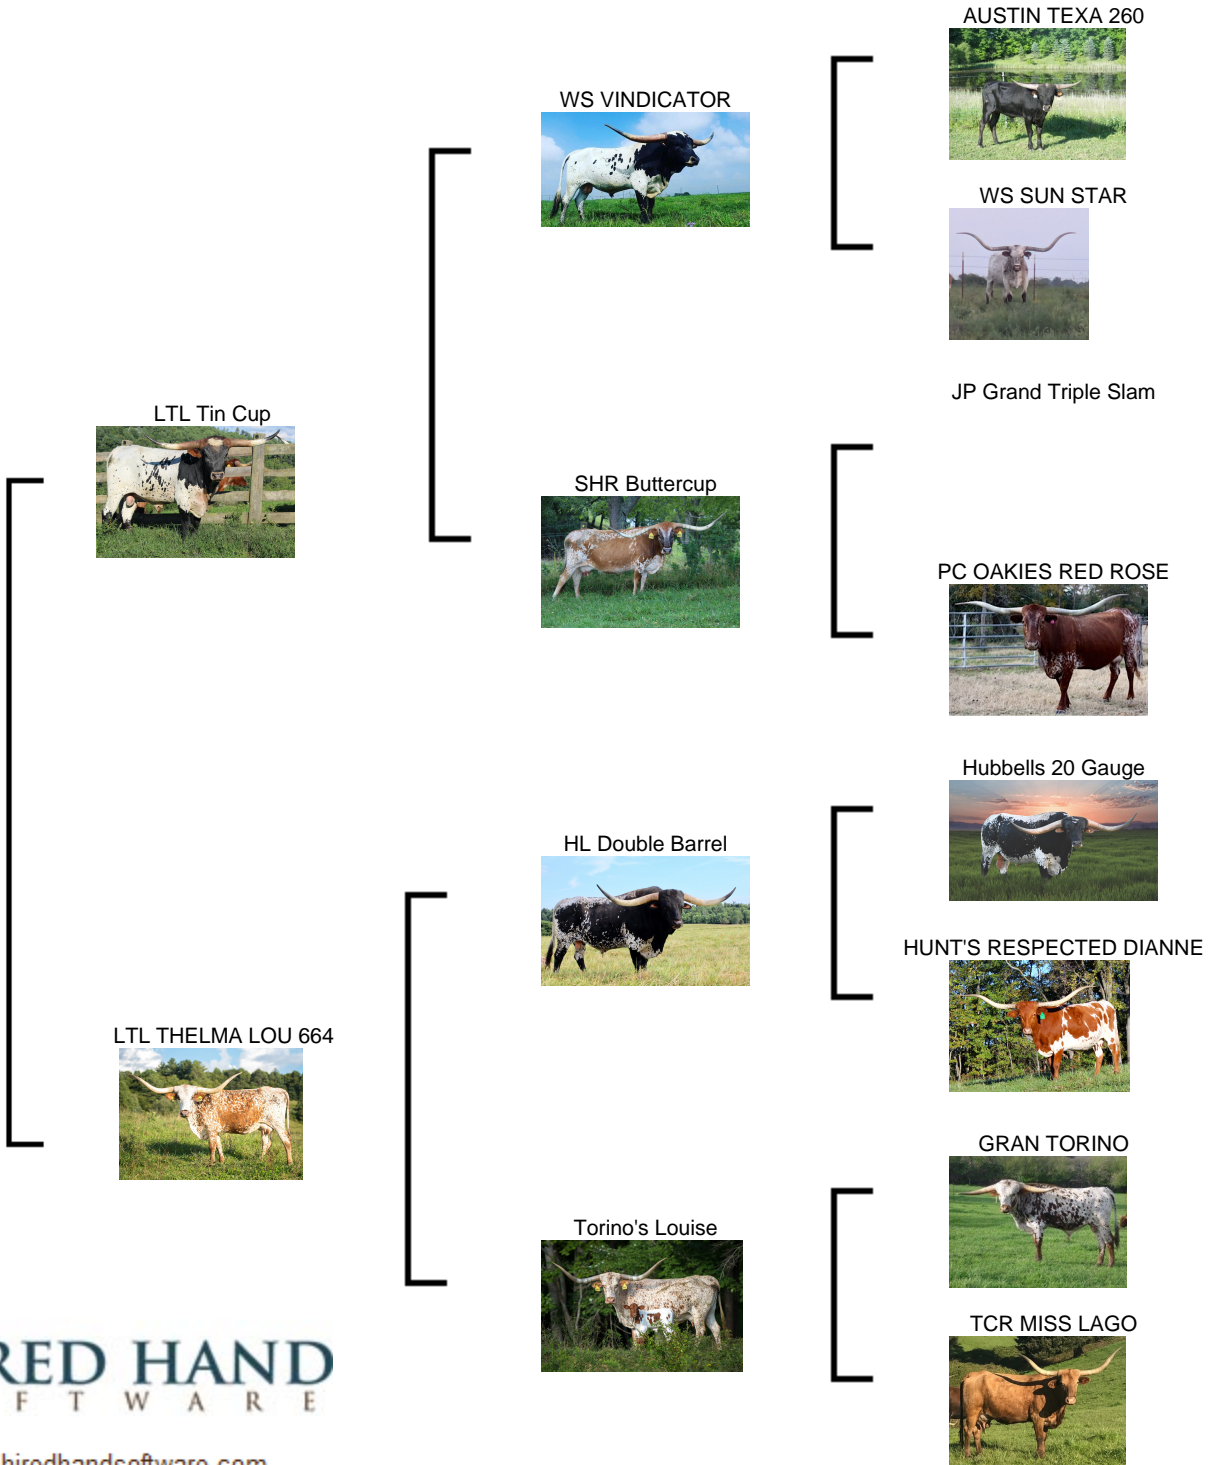 AUSTIN TEXA 260
WS VINDICATOR
WS SUN STAR
JP Grand Triple Slam
LTL Tin Cup
SHR Buttercup
PC OAKIES RED ROSE
Hubbells 20 Gauge
HL Double Barrel
HUNT'S RESPECTED DIANNE
LTL THELMA LOU 664
GRAN TORINO
Torino's Louise
TCR MISS LAGO
RED HAND
F T W A R E
hiredhandsoftware.com